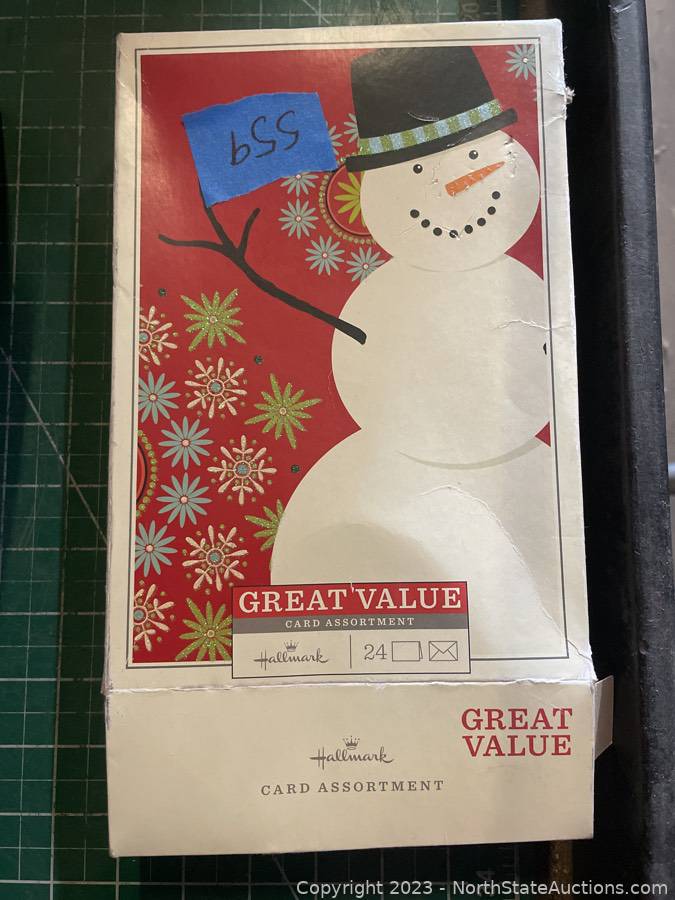 559
GREAT VALUE
CARD ASSORTMENT
Hallmark 24
GREAT
VALUE
Hallmark
CARD ASSORTMENT
Copyright 2023 - NorthStateAuctions.com